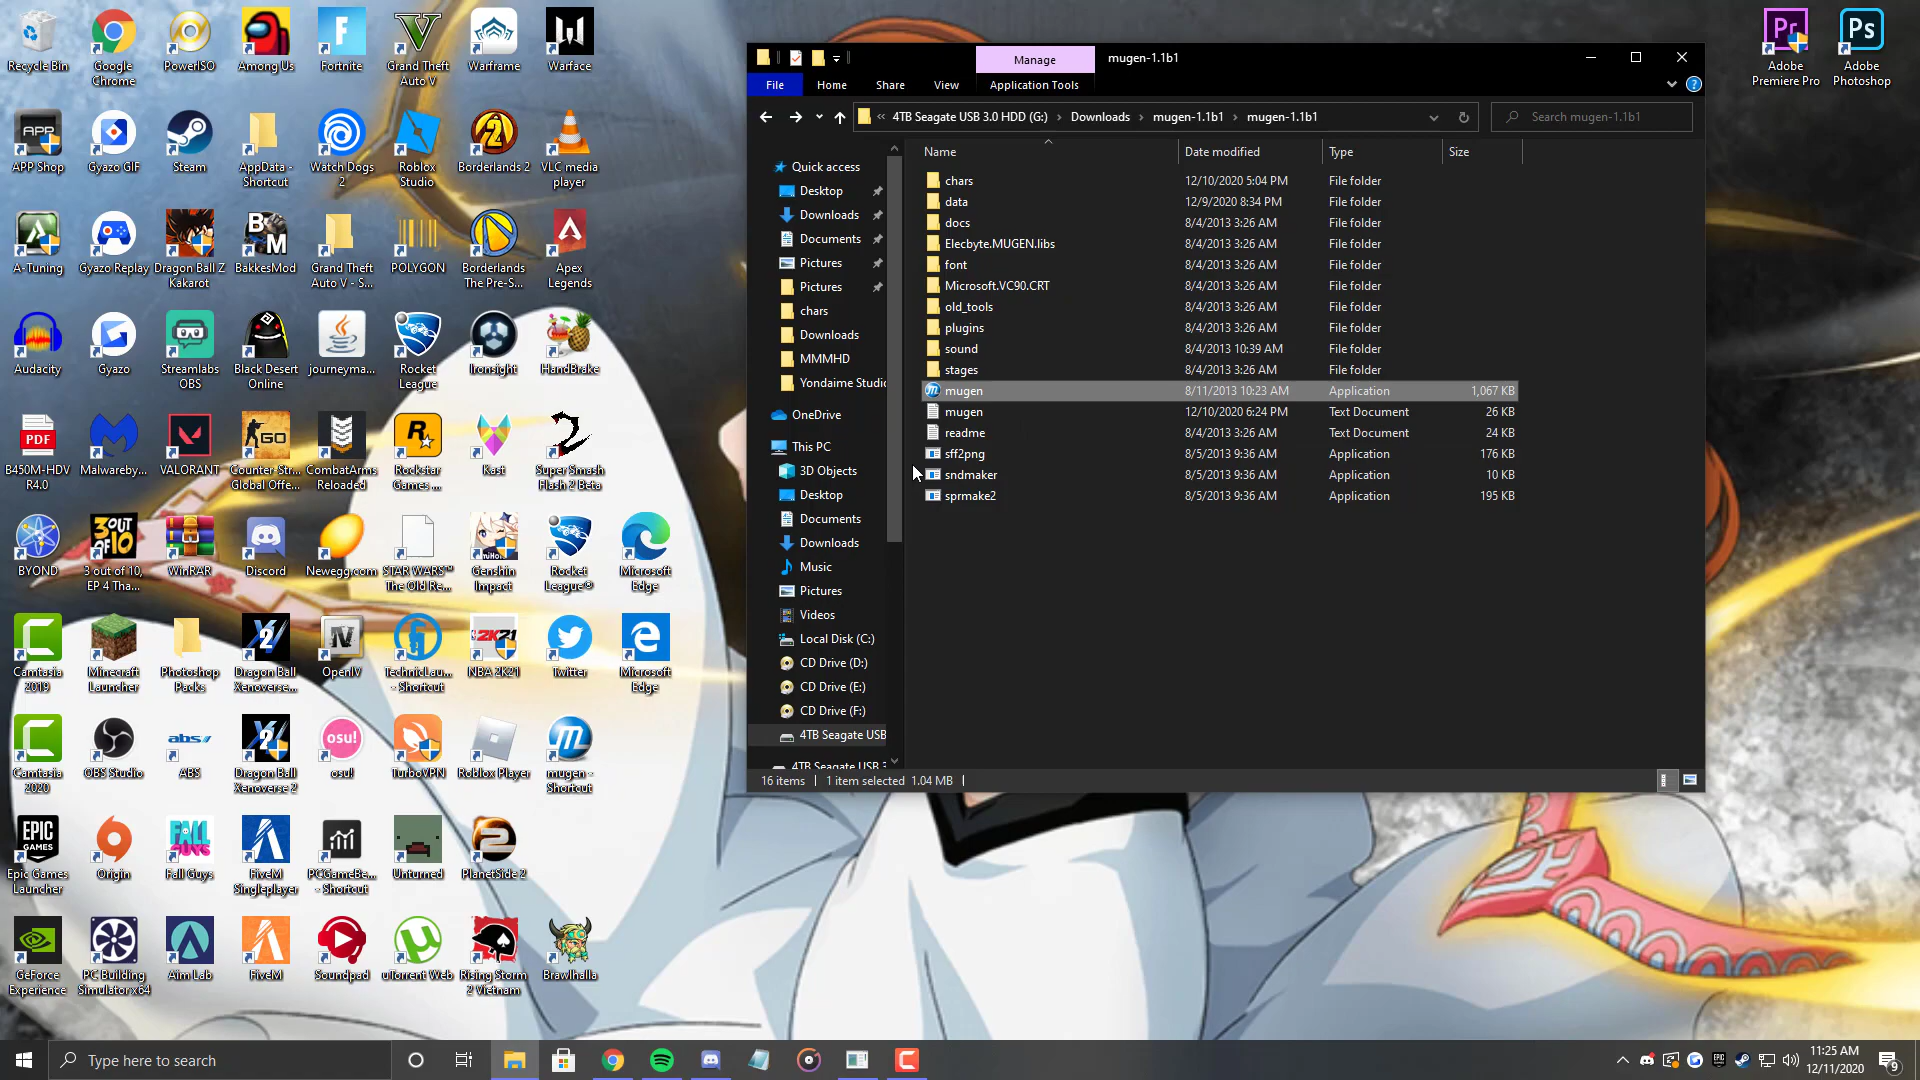 Recycle Bin
Google Chrome
PowerISO
Among Us
Fortnite
Grand Theft Auto V
Warframe
Warface
APP Shop
Gyazo GIF
Steam
AppData - Shortcut
Watch Dogs 2
Roblox Studio
Borderlands 2
VLC media player
A-Tuning
Gyazo Replay
Dragon Ball Z Kakarot
BakkesMod
Grand Theft Auto V - S...
POLYGON
Borderlands The Pre-S...
Apex Legends
Audacity
Gyazo
Streamlabs OBS
Black Desert Online
journeyma...
Rocket League
Ironsight
HandBrake
B450M-HDV R4.0
Malwareby...
VALORANT
Counter-Str... Global Offe...
CombatArms Reloaded
Rockstar Games ...
Kast
Super Smash Flash 2 Beta
BYOND
3 out of 10, EP 4 Tha...
WinRAR
Discord
Newegg.com
STAR WARS™ The Old Re...
Genshin Impact
Rocket League®
Microsoft Edge
Camtasia 2019
Minecraft Launcher
Photoshop Packs
Dragon Ball Xenoverse...
OpenIV
TechnicLau... - Shortcut
NBA 2K21
Twitter
Microsoft Edge
Camtasia 2020
OBS Studio
ABS
Dragon Ball Xenoverse 2
osu!
TurboVPN
Roblox Player
mugen - Shortcut
Epic Games Launcher
Origin
Fall Guys
FiveM Singleplayer
PCGameBe... - Shortcut
Unturned
PlanetSide 2
GeForce Experience
PC Building Simulatorx64
Aim Lab
FiveM
Soundpad
uTorrent Web
Rising Storm 2 Vietnam
Brawlhalla
Adobe Premiere Pro
Adobe Photoshop
Manage
mugen-1.1b1
File
Home
Share
View
Application Tools
« 4TB Seagate USB 3.0 HDD (G:) > Downloads > mugen-1.1b1 > mugen-1.1b1
Search mugen-1.1b1
Quick access
Desktop
Downloads
Documents
Pictures
Pictures
chars
Downloads
MMMHD
Yondaime Studio
OneDrive
This PC
3D Objects
Desktop
Documents
Downloads
Music
Pictures
Videos
Local Disk (C:)
CD Drive (D:)
CD Drive (E:)
CD Drive (F:)
4TB Seagate USB
4TB Seagate USB 3
Name Date modified Type Size
chars 12/10/2020 5:04 PM File folder
data 12/9/2020 8:34 PM File folder
docs 8/4/2013 3:26 AM File folder
Elecbyte.MUGEN.libs 8/4/2013 3:26 AM File folder
font 8/4/2013 3:26 AM File folder
Microsoft.VC90.CRT 8/4/2013 3:26 AM File folder
old_tools 8/4/2013 3:26 AM File folder
plugins 8/4/2013 3:26 AM File folder
sound 8/4/2013 10:39 AM File folder
stages 8/4/2013 3:26 AM File folder
mugen 8/11/2013 10:23 AM Application 1,067 KB
mugen 12/10/2020 6:24 PM Text Document 26 KB
readme 8/4/2013 3:26 AM Text Document 24 KB
sff2png 8/5/2013 9:36 AM Application 176 KB
sndmaker 8/5/2013 9:36 AM Application 10 KB
sprmake2 8/5/2013 9:36 AM Application 195 KB
16 items 1 item selected 1.04 MB
Type here to search
11:25 AM
12/11/2020
9